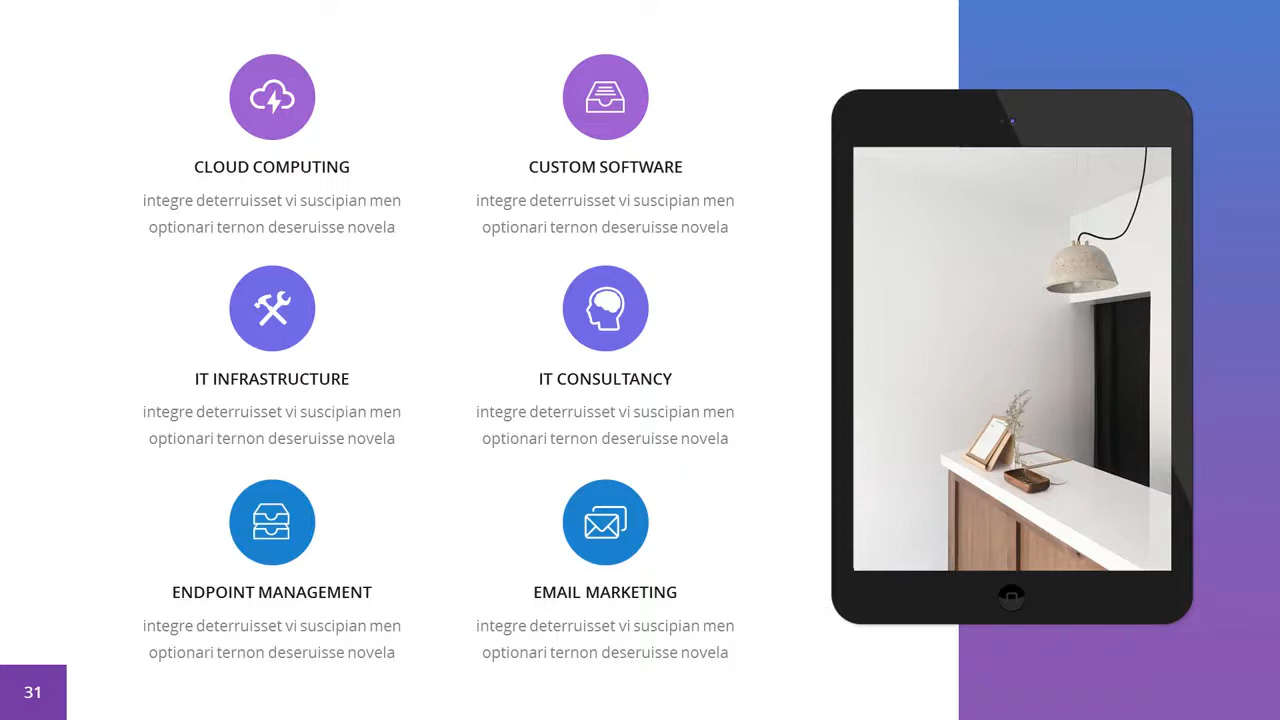 CLOUD COMPUTING
integre deterruisset vi suscipian men
optionari ternon deseruisse novela
CUSTOM SOFTWARE
integre deterruisset vi suscipian men
optionari ternon deseruisse novela
IT INFRASTRUCTURE
integre deterruisset vi suscipian men
optionari ternon deseruisse novela
IT CONSULTANCY
integre deterruisset vi suscipian men
optionari ternon deseruisse novela
ENDPOINT MANAGEMENT
integre deterruisset vi suscipian men
optionari ternon deseruisse novela
EMAIL MARKETING
integre deterruisset vi suscipian men
optionari ternon deseruisse novela
31